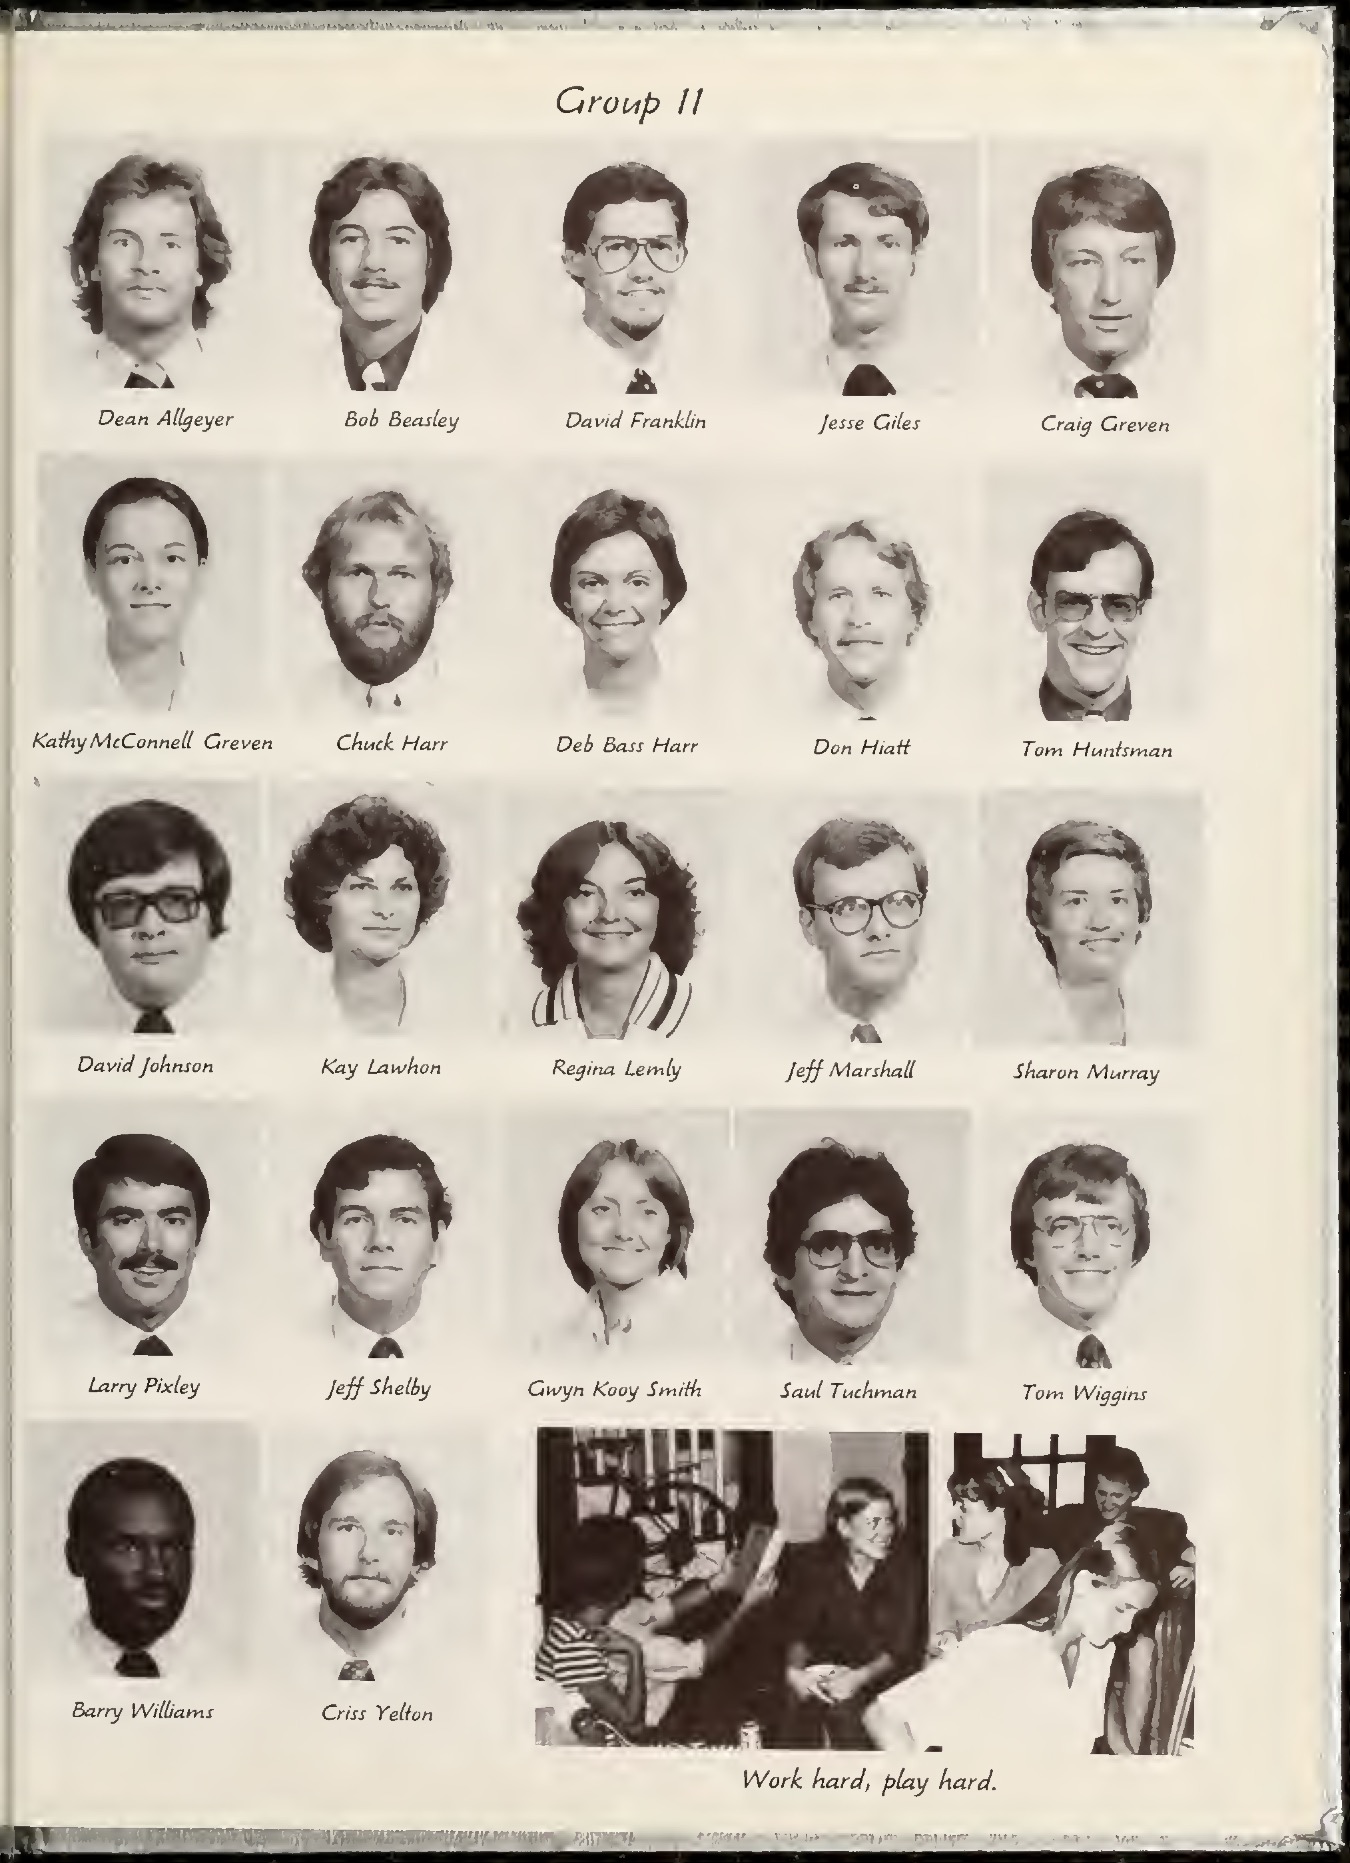 Group II
Dean Allgeyer
Bob Beasley
David Franklin
Jesse Giles
Craig Greven
Kathy McConnell Greven
Chuck Harr
Deb Bass Harr
Don Hiatt
Tom Huntsman
David Johnson
Kay Lawhon
Regina Lemly
Jeff Marshall
Sharon Murray
Larry Pixley
Jeff Shelby
Gwyn Kooy Smith
Saul Tuchman
Tom Wiggins
Barry Williams
Criss Yelton
Work hard, play hard.